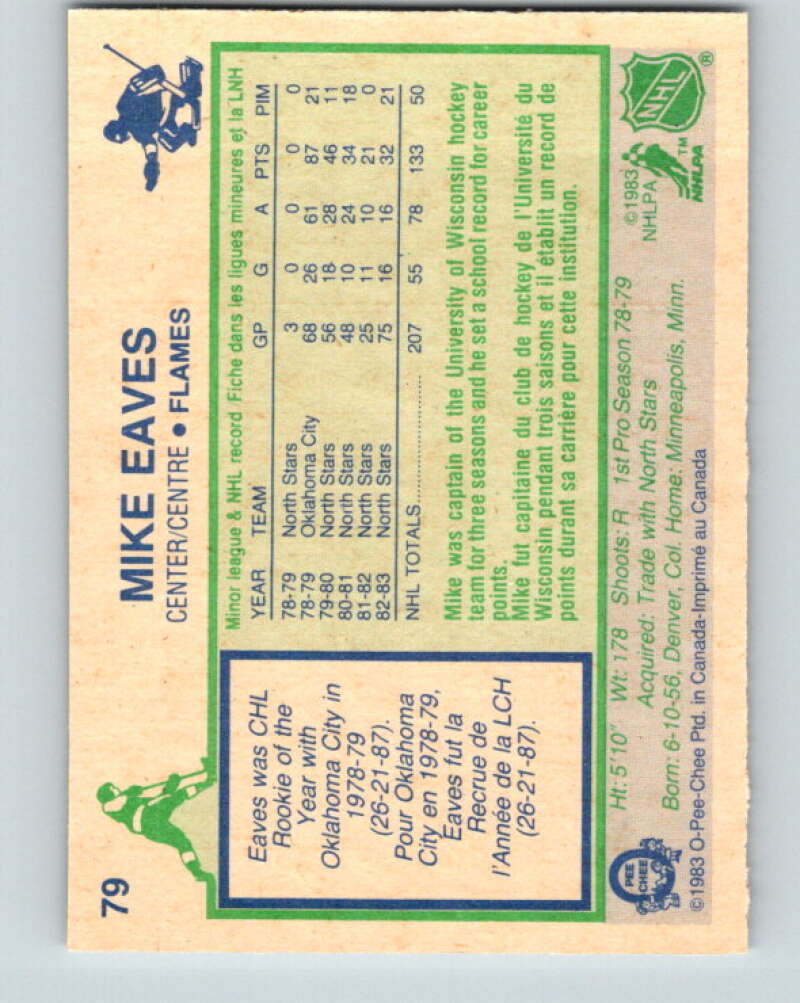 79
MIKE EAVES
CENTER/CENTRE • FLAMES
Eaves was CHL
Rookie of the
Year with
Oklahoma City in
1978-79
(26-21-87).
Pour Oklahoma
City en 1978-79,
Eaves fut la
Recrue de
l'Année de la LCH
(26-21-87).
Minor league & NHL record Fiche dans les ligues mineures et la LNH
YEAR TEAM GP G A PTS PIM
78-79 North Stars 3 0 0 0 0
78-79 Oklahoma City 68 26 61 87 21
79-80 North Stars 56 18 28 46 11
80-81 North Stars 48 10 24 34 18
81-82 North Stars 25 11 10 21 0
82-83 North Stars 75 16 16 32 21
NHL TOTALS.................... 207 55 78 133 50
Mike was captain of the University of Wisconsin hockey
team for three seasons and he set a school record for career
points.
Mike fut capitaine du club de hockey de l'Université du
Wisconsin pendant trois saisons et il établit un record de
points durant sa carrière pour cette institution.
Ht: 5'10" Wt: 178 Shoots: R 1st Pro Season 78-79
Acquired: Trade with North Stars
Born: 6-10-56, Denver, Col. Home: Minneapolis, Minn.
©1983 O-Pee-Chee Ptd. in Canada-Imprimé au Canada
O
PEE
CHEE
©1983
NHLPA
NHLPA
TM
NHL
®